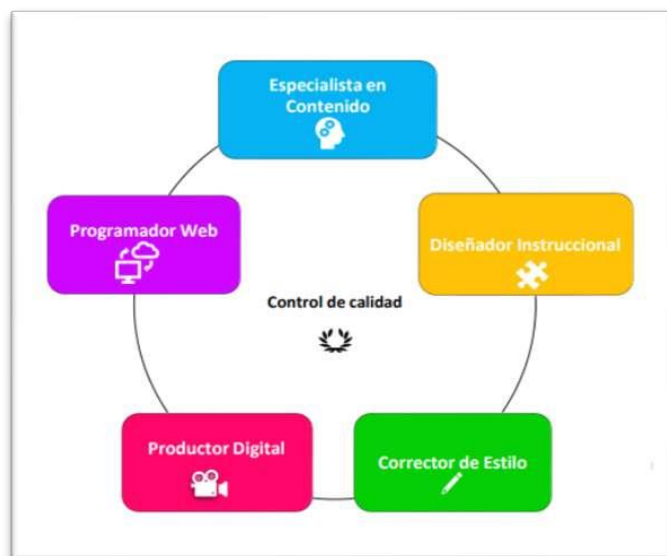 Especialista en
Contenido
Programador Web
Diseñador Instruccional
Control de calidad
Productor Digital
Corrector de Estilo